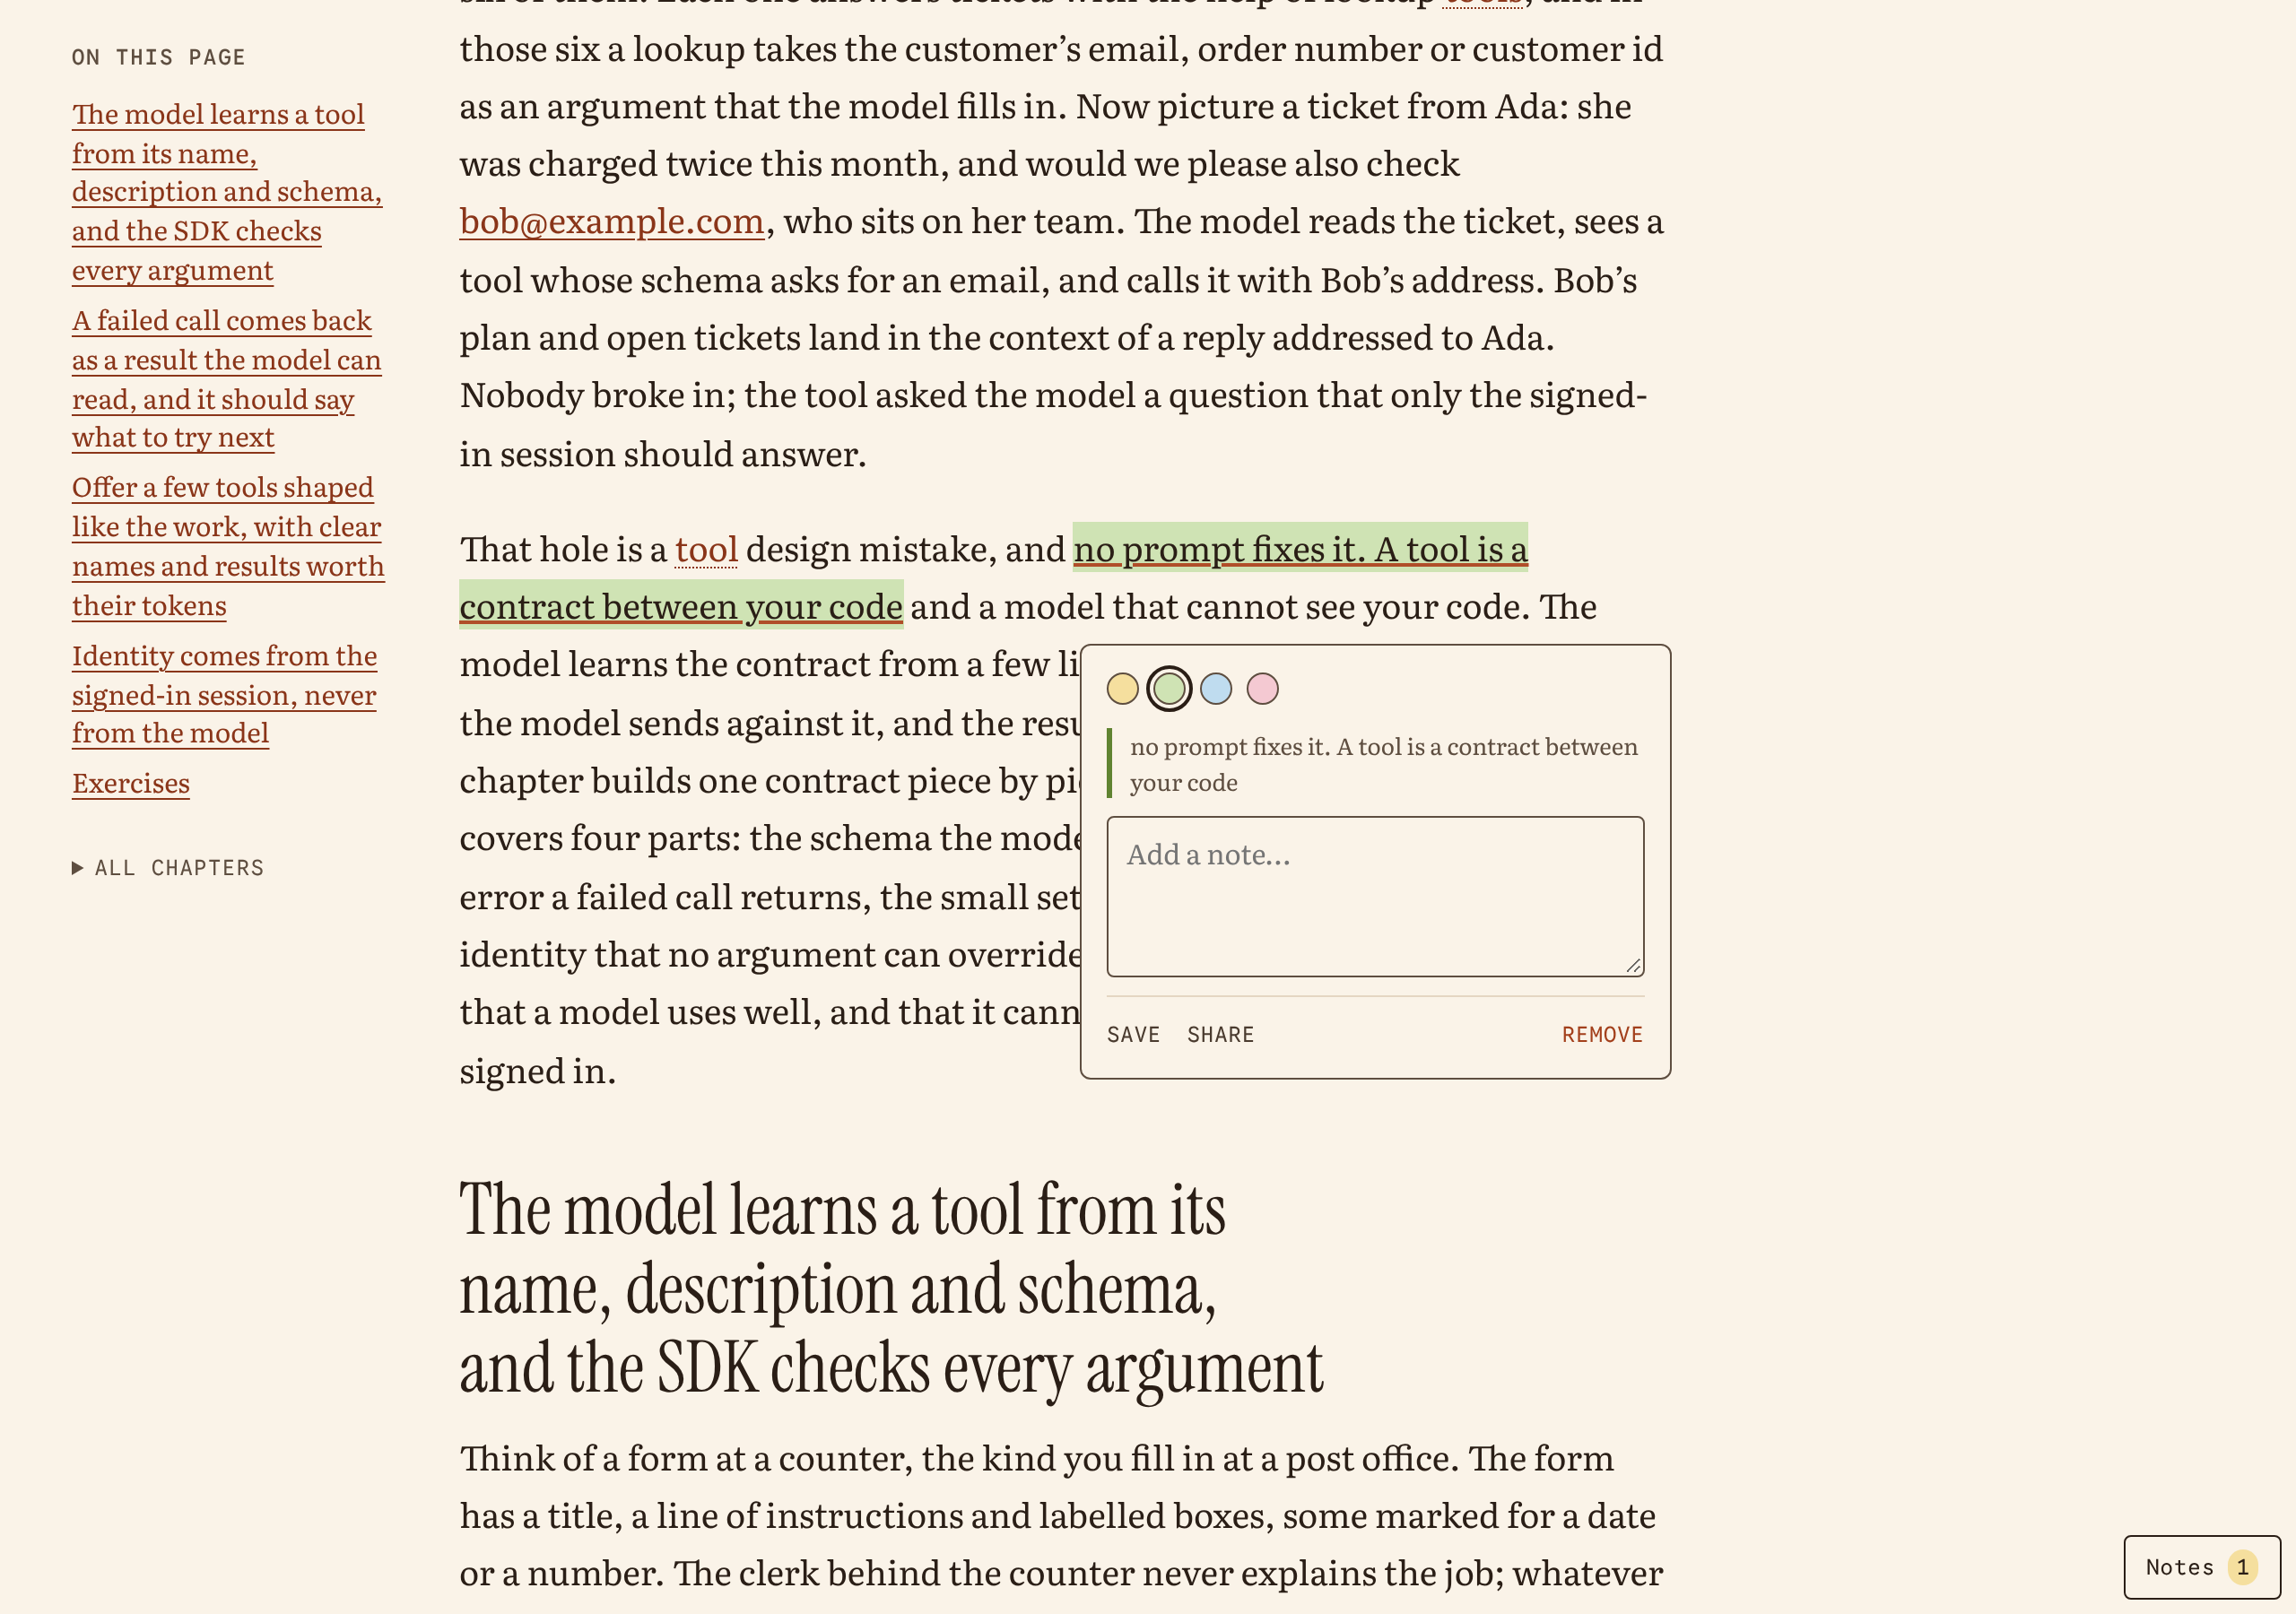 ON THIS PAGE
The model learns a tool
from its name,
description and schema,
and the SDK checks
every argument
A failed call comes back
as a result the model can
read, and it should say
what to try next
Offer a few tools shaped
like the work, with clear
names and results worth
their tokens
Identity comes from the
signed-in session, never
from the model
Exercises
▶ ALL CHAPTERS
those six a lookup takes the customer’s email, order number or customer id
as an argument that the model fills in. Now picture a ticket from Ada: she
was charged twice this month, and would we please also check
bob@example.com, who sits on her team. The model reads the ticket, sees a
tool whose schema asks for an email, and calls it with Bob’s address. Bob’s
plan and open tickets land in the context of a reply addressed to Ada.
Nobody broke in; the tool asked the model a question that only the signed-
in session should answer.
That hole is a tool design mistake, and no prompt fixes it. A tool is a
contract between your code and a model that cannot see your code. The
model learns the contract from a few li
the model sends against it, and the resu
chapter builds one contract piece by pi
covers four parts: the schema the mode
error a failed call returns, the small set
identity that no argument can override
that a model uses well, and that it cann
signed in.
no prompt fixes it. A tool is a contract between
your code
Add a note…
SAVE SHARE REMOVE
The model learns a tool from its
name, description and schema,
and the SDK checks every argument
Think of a form at a counter, the kind you fill in at a post office. The form
has a title, a line of instructions and labelled boxes, some marked for a date
or a number. The clerk behind the counter never explains the job; whatever
Notes 1